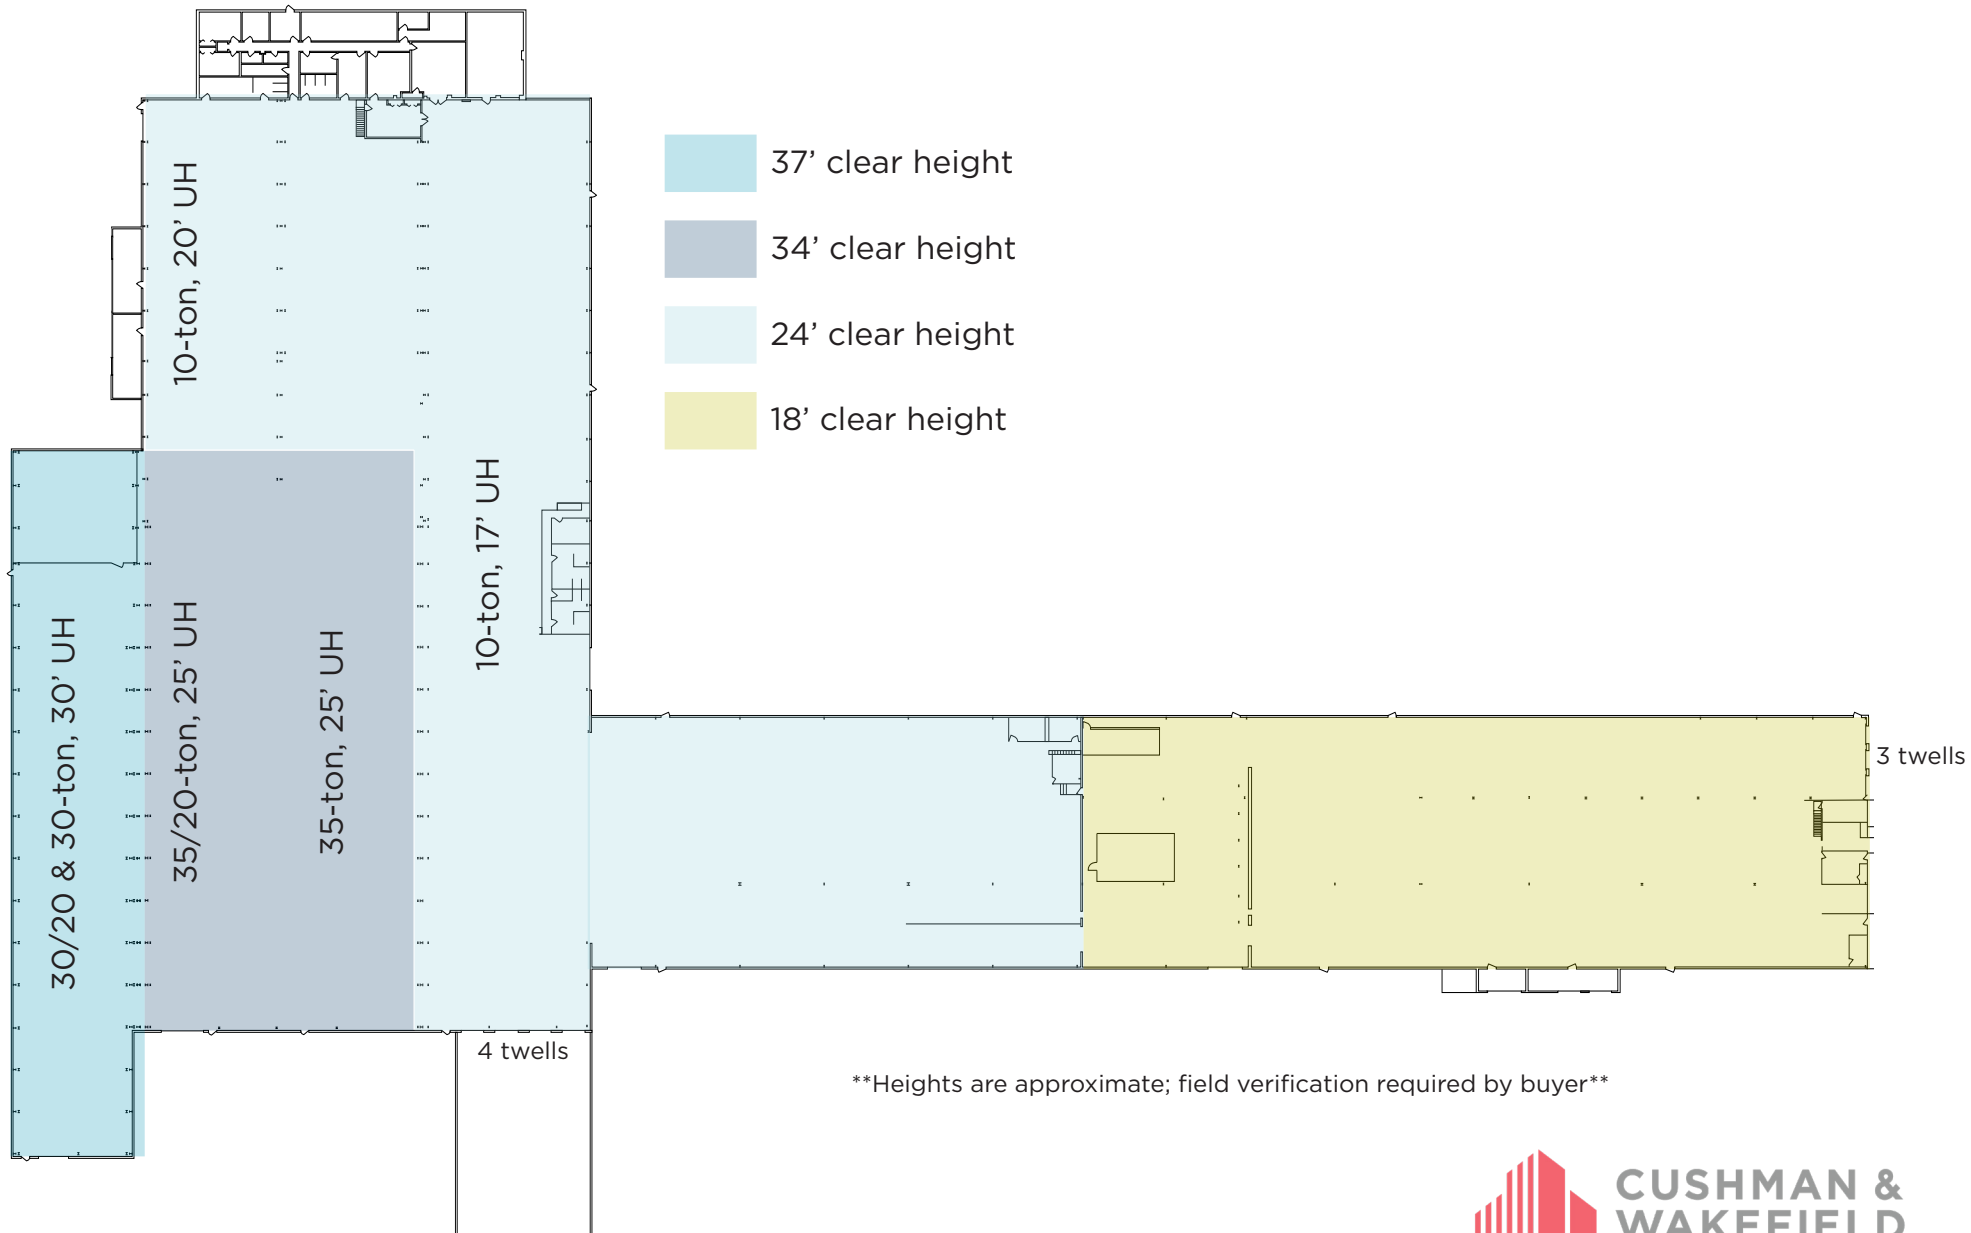 37’ clear height
34’ clear height
24’ clear height
18’ clear height
10-ton, 20’ UH
10-ton, 17’ UH
30/20 & 30-ton, 30’ UH
35/20-ton, 25’ UH
35-ton, 25’ UH
3 twells
4 twells
**Heights are approximate; field verification required by buyer**
CUSHMAN &
WAKEFIELD